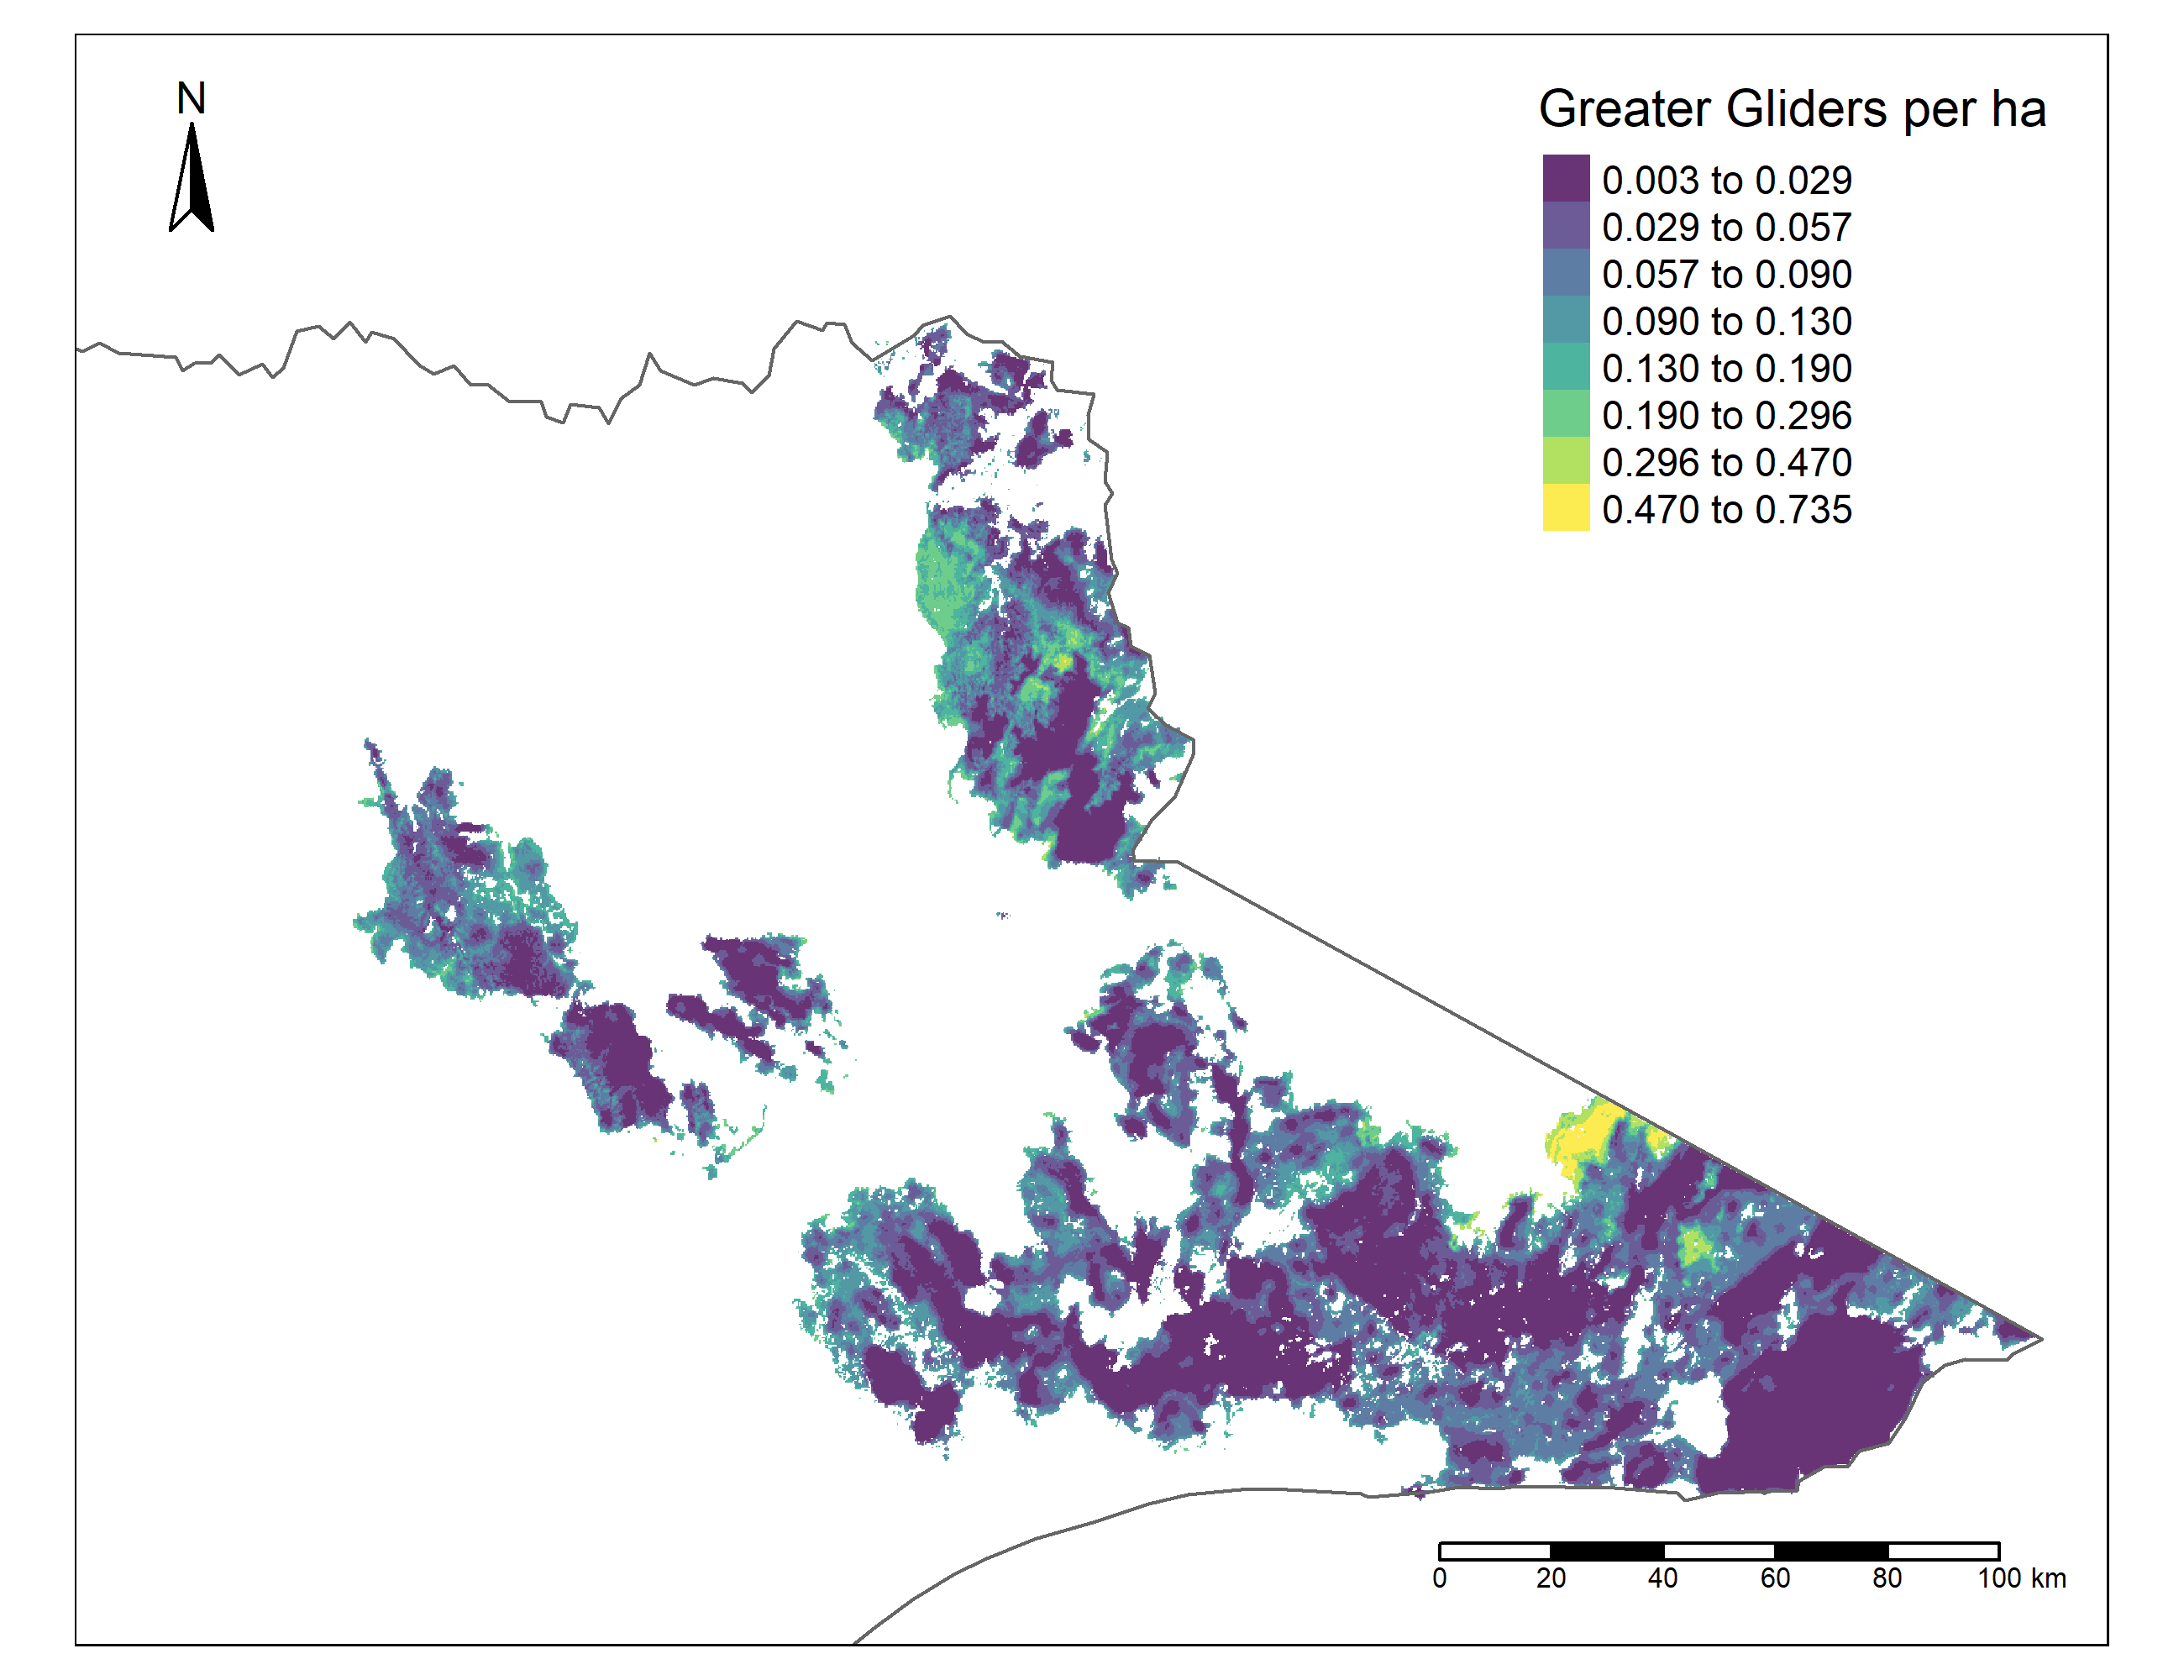 N
Greater Gliders per ha
0.003 to 0.029
0.029 to 0.057
0.057 to 0.090
0.090 to 0.130
0.130 to 0.190
0.190 to 0.296
0.296 to 0.470
0.470 to 0.735
0 20 40 60 80 100 km